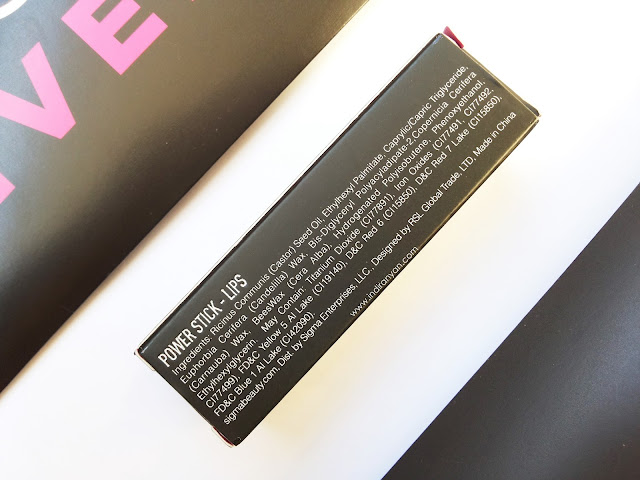 VE
POWER STICK - LIPS
Ingredients: Ricinus Communis (Castor) Seed Oil, Ethylhexyl Palmitate, Caprylic/Capric Triglyceride,
Euphorbia Cerifera (Candelilla) Wax, Bis-Diglyceryl Polyacyladipate-2,Copernicia Cerifera
(Carnauba) Wax, BeesWax (Cera Alba), Hydrogenated Polyisobutene, Phenoxyethanol,
Ethylhexylglycerin. May Contain: Titanium Dioxide (CI77891), Iron Oxides (CI77491, CI77492,
CI77499), FD&C Yellow 5 Al Lake (CI19140), D&C Red 6 (CI15850), D&C Red 7 Lake (CI15850),
FD&C Blue 1 Al Lake (CI42090).
sigmabeauty.com. Dist. by Sigma Enterprises, LLC.. Designed by RSL Global Trade, LTD. Made in China
www.indiranyan.com